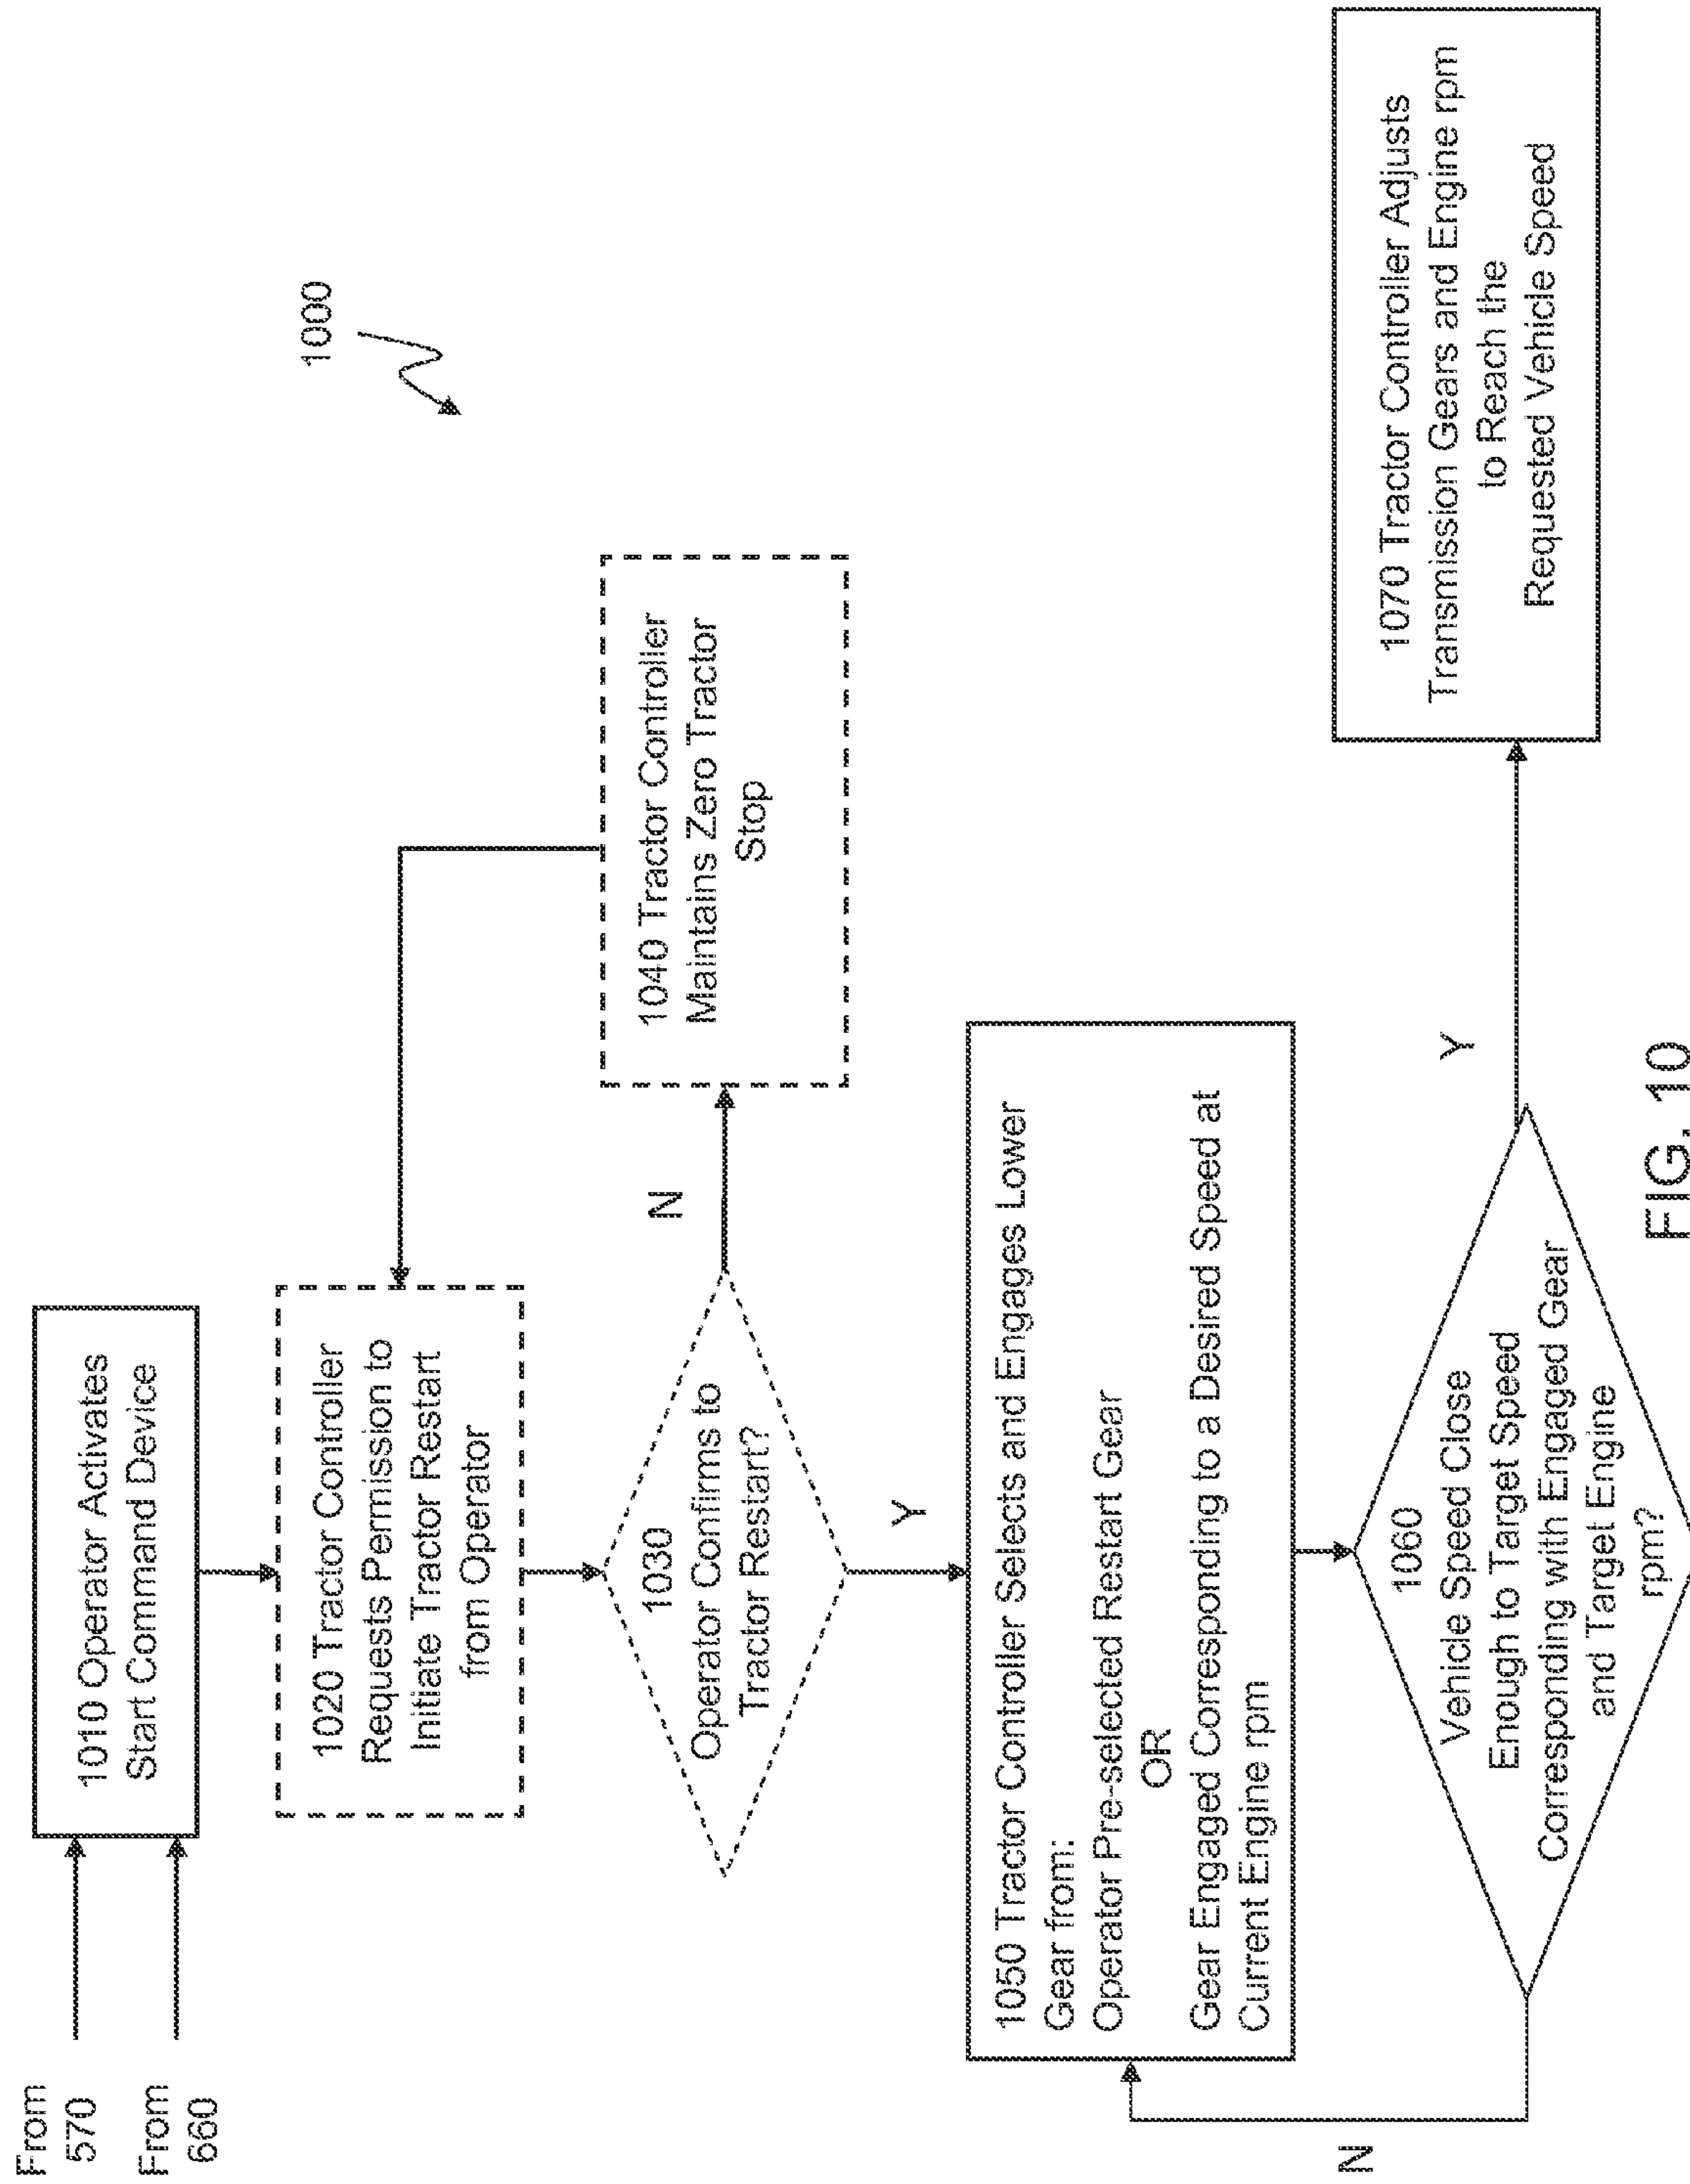 From
570
From
660
1010 Operator Activates
Start Command Device
1000
1020 Tractor Controller
Requests Permission to
Initiate Tractor Restart
from Operator
1030
Operator Confirms to
Tractor Restart?
N
1040 Tractor Controller
Maintains Zero Tractor
Stop
Y
1050 Tractor Controller Selects and Engages Lower
Gear from:
Operator Pre-selected Restart Gear
OR
Gear Engaged Corresponding to a Desired Speed at
Current Engine rpm
N
1060
Vehicle Speed Close
Enough to Target Speed
Corresponding with Engaged Gear
and Target Engine
rpm?
Y
1070 Tractor Controller Adjusts
Transmission Gears and Engine rpm
to Reach the
Requested Vehicle Speed
FIG. 10